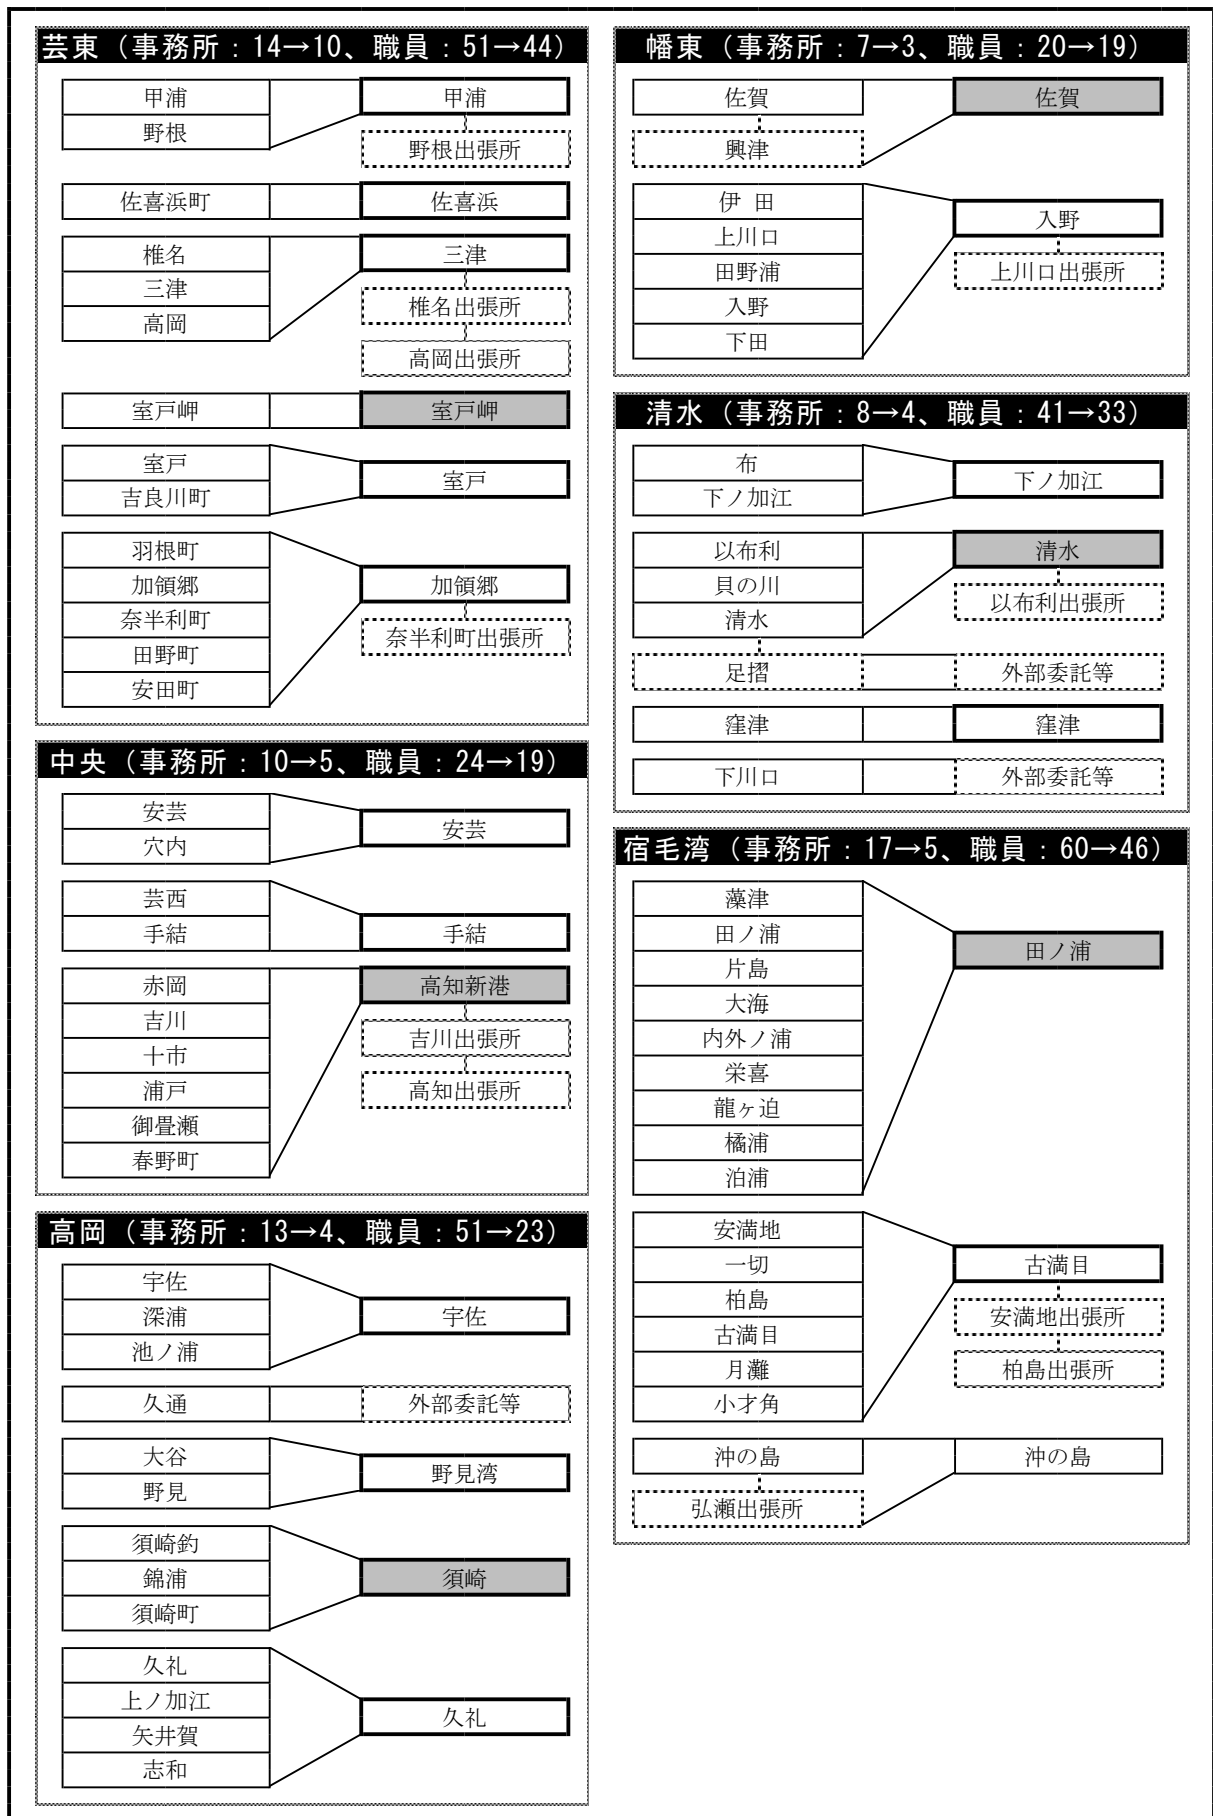 芸東（事務所：14→10、職員：51→44）
甲浦
野根
甲浦
野根出張所
佐喜浜町
佐喜浜
椎名
三津
高岡
三津
椎名出張所
高岡出張所
室戸岬
室戸岬
室戸
吉良川町
室戸
羽根町
加領郷
奈半利町
田野町
安田町
加領郷
奈半利町出張所
中央（事務所：10→5、職員：24→19）
安芸
穴内
安芸
芸西
手結
手結
赤岡
吉川
十市
浦戸
御畳瀬
春野町
高知新港
吉川出張所
高知出張所
高岡（事務所：13→4、職員：51→23）
宇佐
深浦
池ノ浦
宇佐
久通
外部委託等
大谷
野見
野見湾
須崎釣
錦浦
須崎町
須崎
久礼
上ノ加江
矢井賀
志和
久礼
幡東（事務所：7→3、職員：20→19）
佐賀
興津
佐賀
伊 田
上川口
田野浦
入野
下田
入野
上川口出張所
清水（事務所：8→4、職員：41→33）
布
下ノ加江
下ノ加江
以布利
貝の川
清水
足摺
清水
以布利出張所
外部委託等
窪津
窪津
下川口
外部委託等
宿毛湾（事務所：17→5、職員：60→46）
藻津
田ノ浦
片島
大海
内外ノ浦
栄喜
龍ヶ迫
橘浦
泊浦
田ノ浦
安満地
一切
柏島
古満目
月灘
小才角
古満目
安満地出張所
柏島出張所
沖の島
弘瀬出張所
沖の島